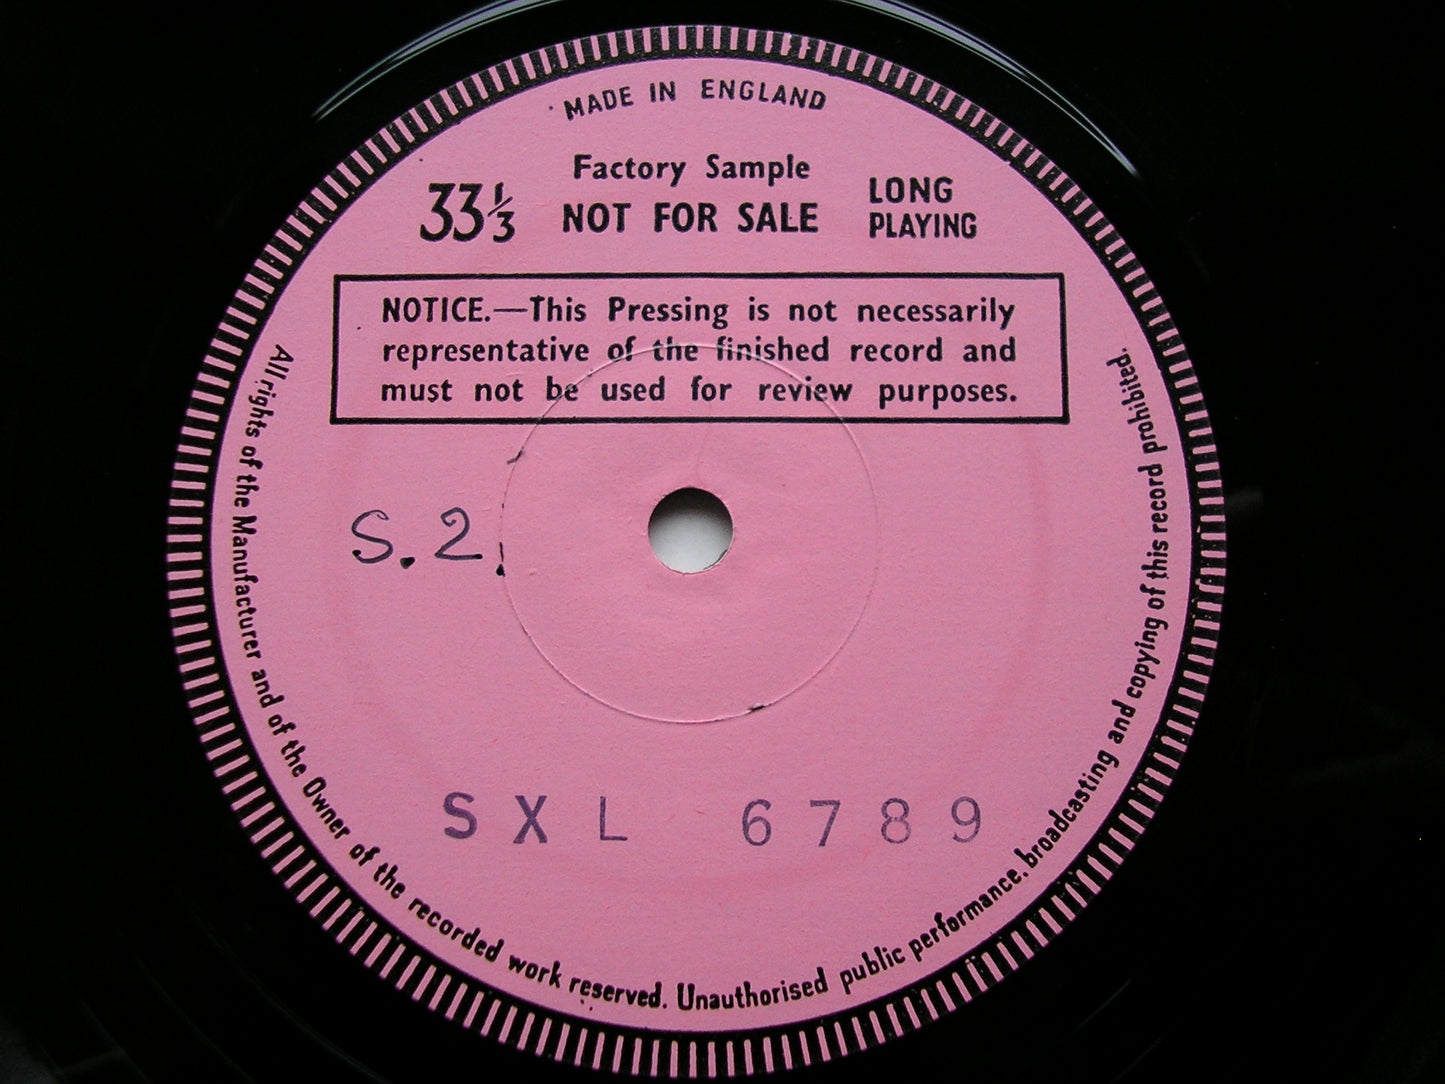 MADE IN ENGLAND
Factory Sample
33⅓ NOT FOR SALE
LONG
PLAYING
NOTICE.—This Pressing is not necessarily
representative of the finished record and
must not be used for review purposes.
S.2.
SXL 6789
All rights of the Manufacturer and of the Owner of the recorded work reserved. Unauthorised public performance, broadcasting and copying of this record prohibited.